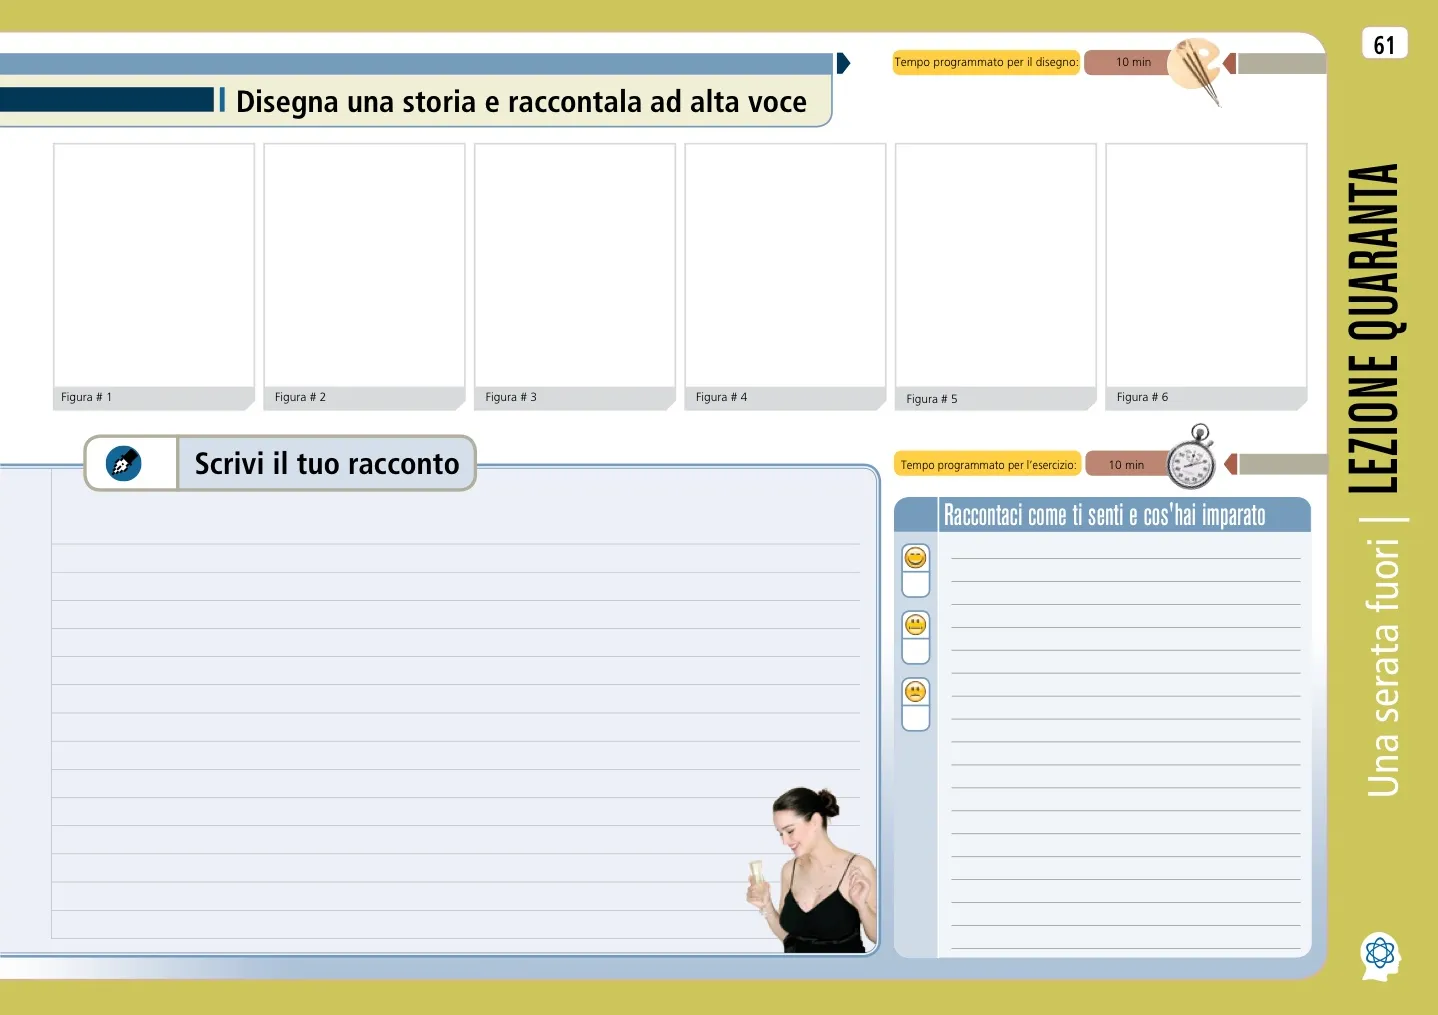 61
Tempo programmato per il disegno:
10 min
Disegna una storia e raccontala ad alta voce
Figura # 1
Figura # 2
Figura # 3
Figura # 4
Figura # 5
Figura # 6
Scrivi il tuo racconto
Tempo programmato per l'esercizio:
10 min
Raccontaci come ti senti e cos'hai imparato
Una serata fuori | LEZIONE QUARANTA